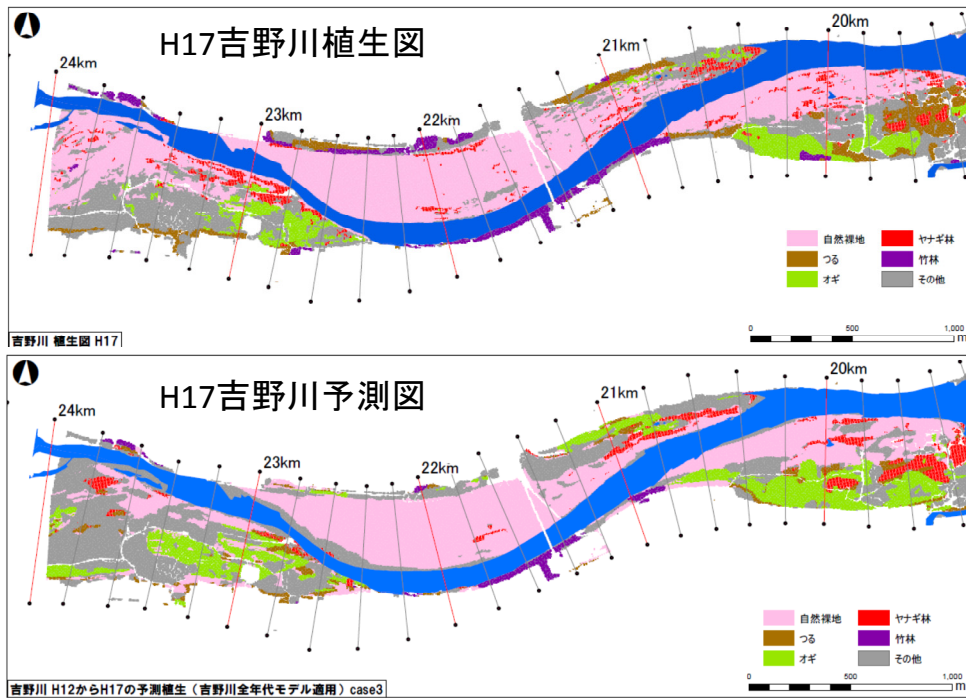 H17吉野川植生図
24km
23km
22km
21km
20km
自然裸地
ヤナギ林
つる
竹林
オギ
その他
0 500 1,000
m
吉野川 植生図 H17
H17吉野川予測図
24km
23km
22km
21km
20km
自然裸地
ヤナギ林
つる
竹林
オギ
その他
0 500 1,000
m
吉野川 H12からH17の予測植生(吉野川全年代モデル適用)case3